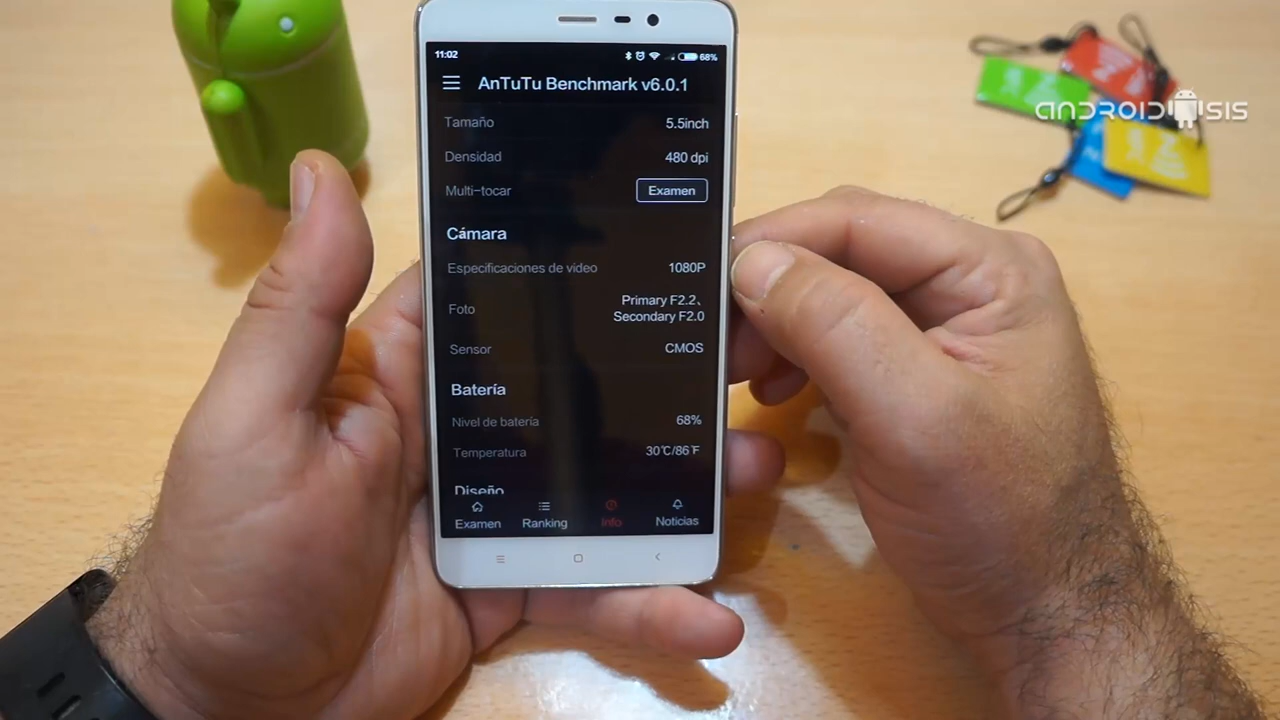 11:02
68%
AnTuTu Benchmark v6.0.1
Tamaño 5.5inch
Densidad 480 dpi
Multi-tocar Examen
Cámara
Especificaciones de video 1080P
Foto Primary F2.2、
Secondary F2.0
Sensor CMOS
Batería
Nivel de batería 68%
Temperatura 30℃/86℉
Diseño
Examen Ranking Info Noticias
ANDROIDSIS